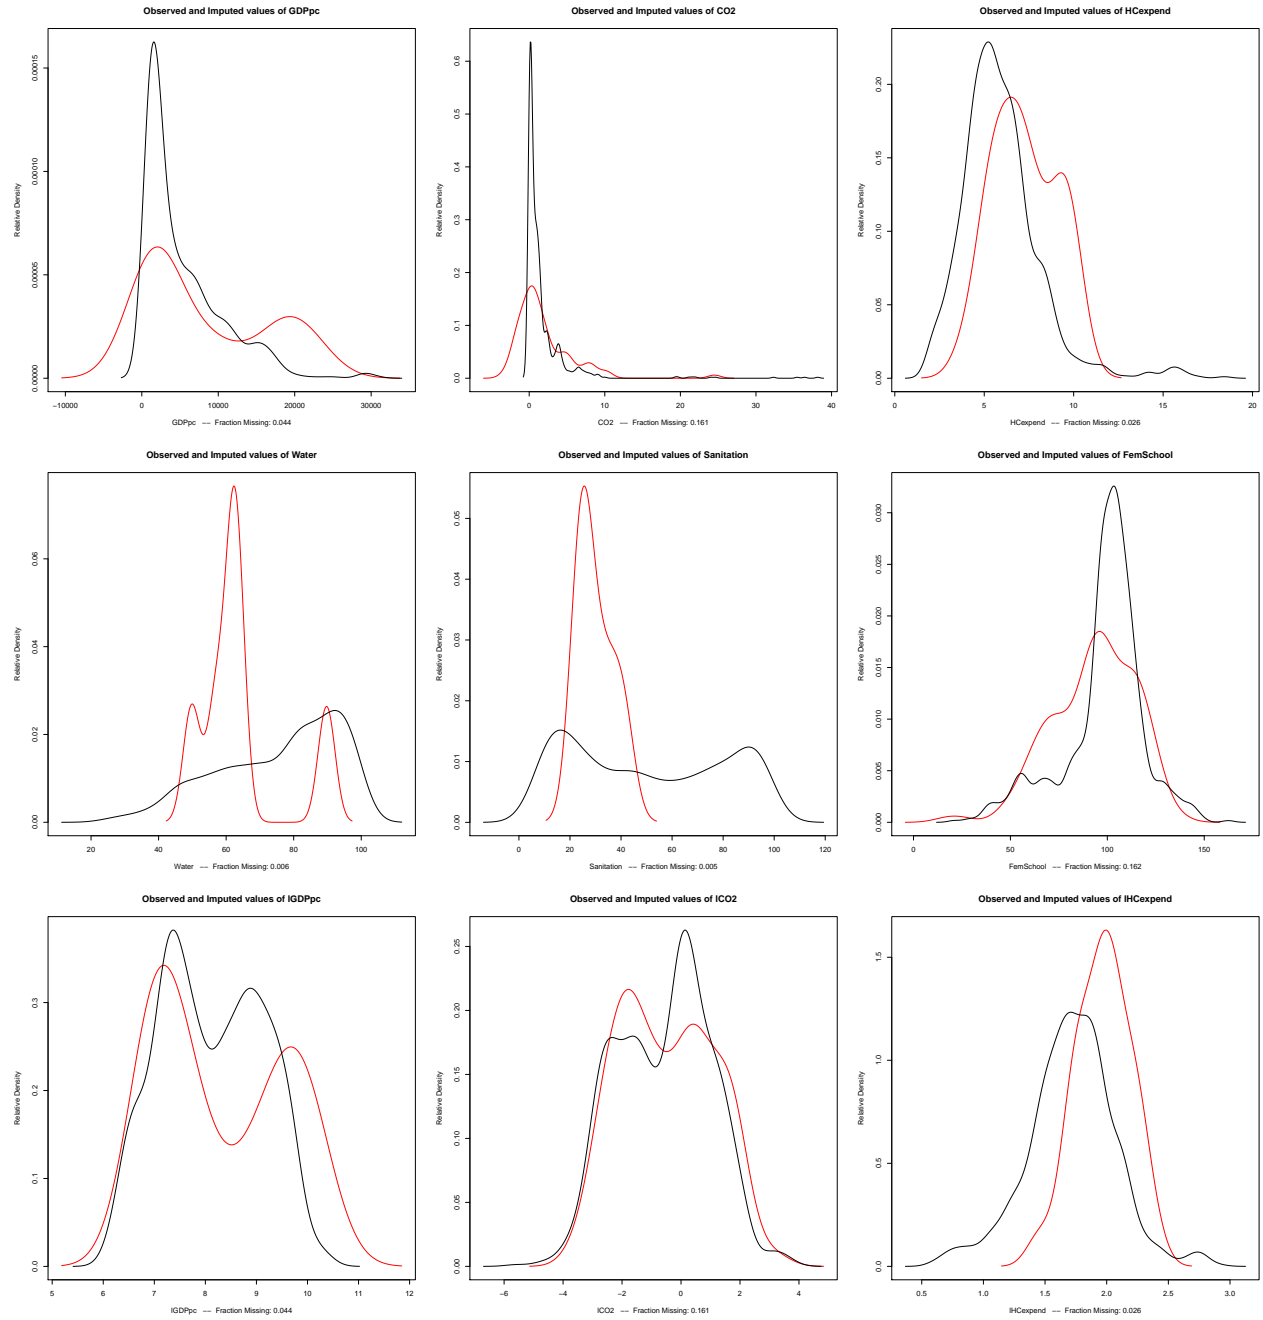 Observed and Imputed values of GDPpc
Relative Density
0.00000 0.00005 0.00010 0.00015
−10000 0 10000 20000 30000
GDPpc −− Fraction Missing: 0.044
Observed and Imputed values of CO2
Relative Density
0.0 0.1 0.2 0.3 0.4 0.5 0.6
0 10 20 30 40
CO2 −− Fraction Missing: 0.161
Observed and Imputed values of HCexpend
Relative Density
0.00 0.05 0.10 0.15 0.20
0 5 10 15 20
HCexpend −− Fraction Missing: 0.026
Observed and Imputed values of Water
Relative Density
0.00 0.02 0.04 0.06
20 40 60 80 100
Water −− Fraction Missing: 0.006
Observed and Imputed values of Sanitation
Relative Density
0.00 0.01 0.02 0.03 0.04 0.05
0 20 40 60 80 100 120
Sanitation −− Fraction Missing: 0.005
Observed and Imputed values of FemSchool
Relative Density
0.000 0.005 0.010 0.015 0.020 0.025 0.030
0 50 100 150
FemSchool −− Fraction Missing: 0.162
Observed and Imputed values of lGDPpc
Relative Density
0.0 0.1 0.2 0.3
5 6 7 8 9 10 11 12
lGDPpc −− Fraction Missing: 0.044
Observed and Imputed values of lCO2
Relative Density
0.00 0.05 0.10 0.15 0.20 0.25
−6 −4 −2 0 2 4
lCO2 −− Fraction Missing: 0.161
Observed and Imputed values of lHCexpend
Relative Density
0.0 0.5 1.0 1.5
0.5 1.0 1.5 2.0 2.5 3.0
lHCexpend −− Fraction Missing: 0.026